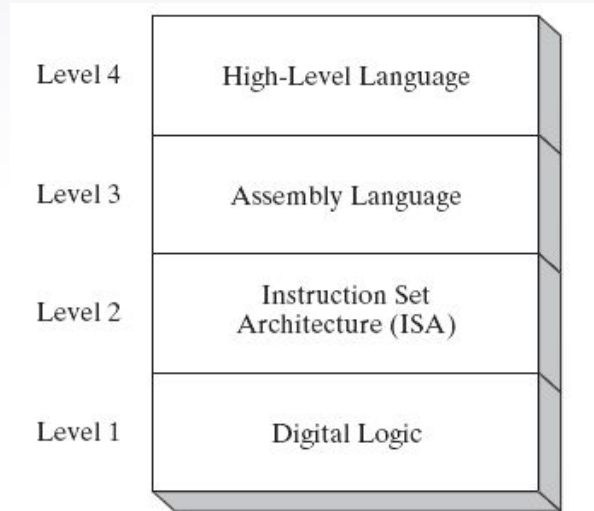 Level 4
High-Level Language
Level 3
Assembly Language
Level 2
Instruction Set
Architecture (ISA)
Level 1
Digital Logic